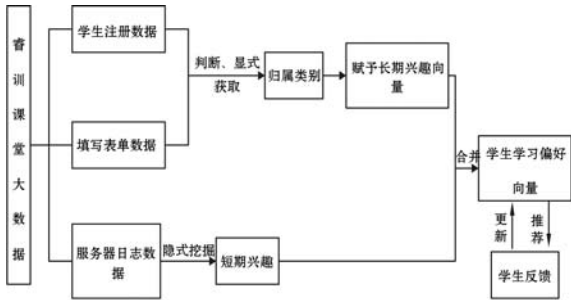 睿训课堂大数据
学生注册数据
填写表单数据
服务器日志数
据
判断、显式
获取
归属类别
赋予长期兴趣向
量
隐式挖掘
短期兴趣
合并
学生学习偏好
向量
更新
推荐
学生反馈